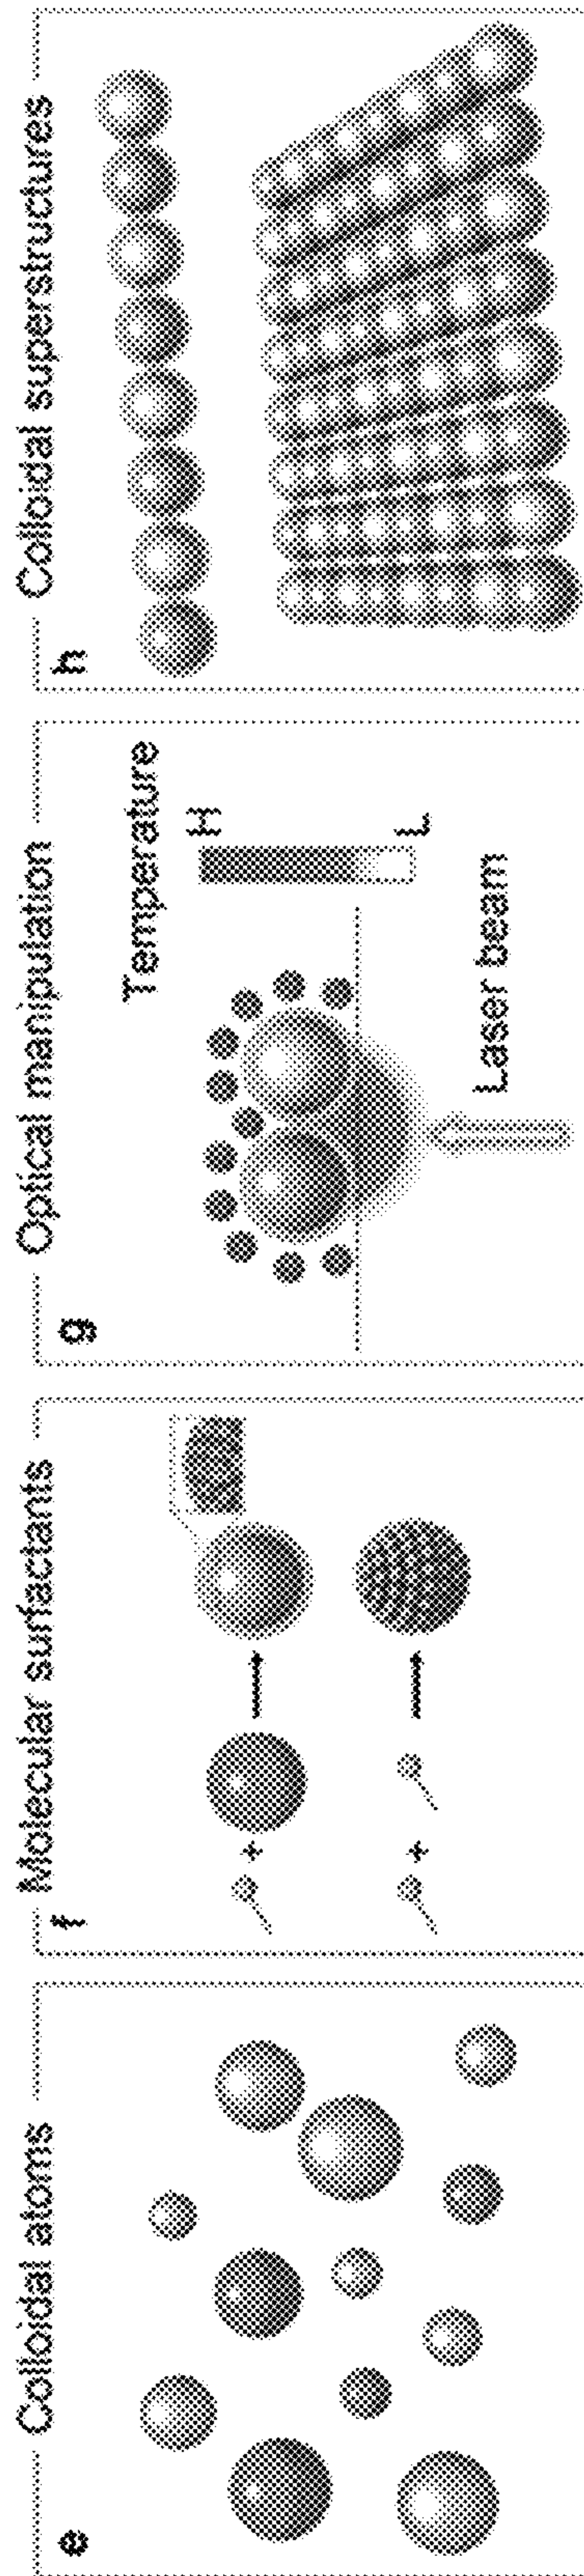 Colloidal atoms
e
Molecular surfactants
f
+
+
Optical manipulation
g
Temperature
H
L
Laser beam
Colloidal superstructures
h